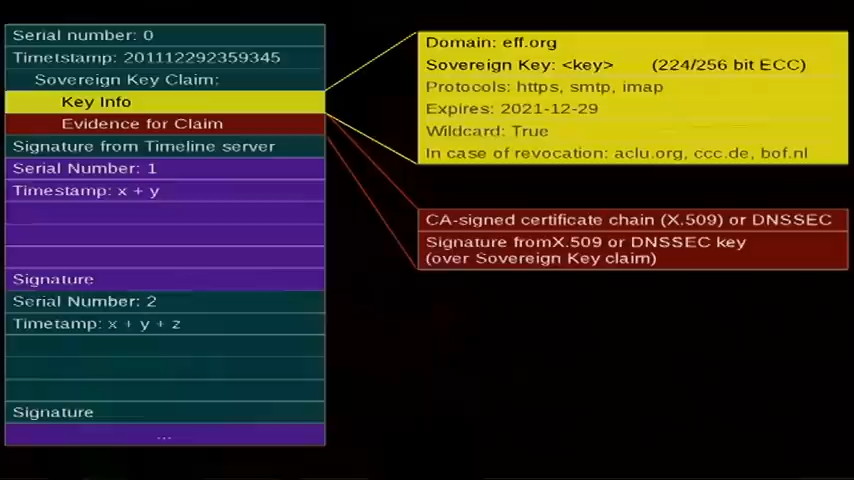 Serial number: 0
Timetstamp: 201112292359345
Sovereign Key Claim:
Key Info
Evidence for Claim
Signature from Timeline server
Serial Number: 1
Timestamp: x + y
Signature
Serial Number: 2
Timetamp: x + y + z
Signature
...
Domain: eff.org
Sovereign Key: <key> (224/256 bit ECC)
Protocols: https, smtp, imap
Expires: 2021-12-29
Wildcard: True
In case of revocation: aclu.org, ccc.de, bof.nl
CA-signed certificate chain (X.509) or DNSSEC
Signature fromX.509 or DNSSEC key
(over Sovereign Key claim)